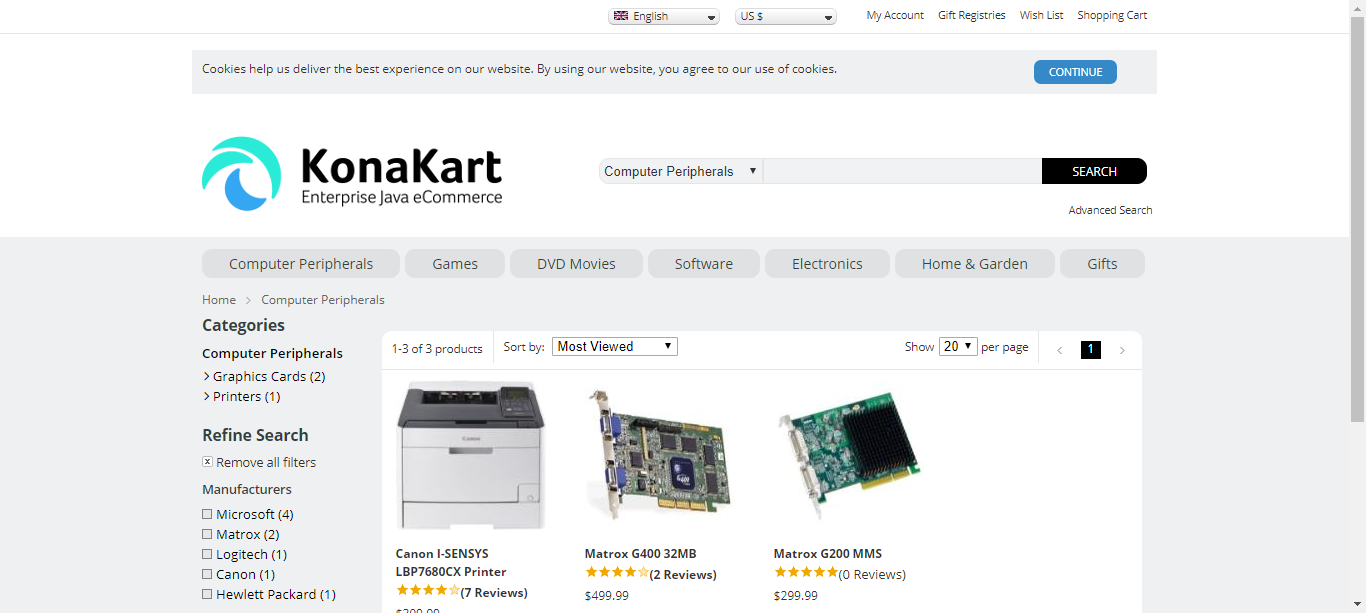 English
US $
My Account
Gift Registries
Wish List
Shopping Cart
Cookies help us deliver the best experience on our website. By using our website, you agree to our use of cookies.
CONTINUE
KonaKart
Enterprise Java eCommerce
Computer Peripherals
SEARCH
Advanced Search
Computer Peripherals
Games
DVD Movies
Software
Electronics
Home & Garden
Gifts
Home
Computer Peripherals
Categories
Computer Peripherals
Graphics Cards (2)
Printers (1)
Refine Search
x Remove all filters
Manufacturers
Microsoft (4)
Matrox (2)
Logitech (1)
Canon (1)
Hewlett Packard (1)
1-3 of 3 products
Sort by: Most Viewed
Show 20 per page
1
Canon
Canon I-SENSYS
LBP7680CX Printer
(7 Reviews)
$299.99
G400
Matrox G400 32MB
(2 Reviews)
$499.99
Matrox G200 MMS
(0 Reviews)
$299.99